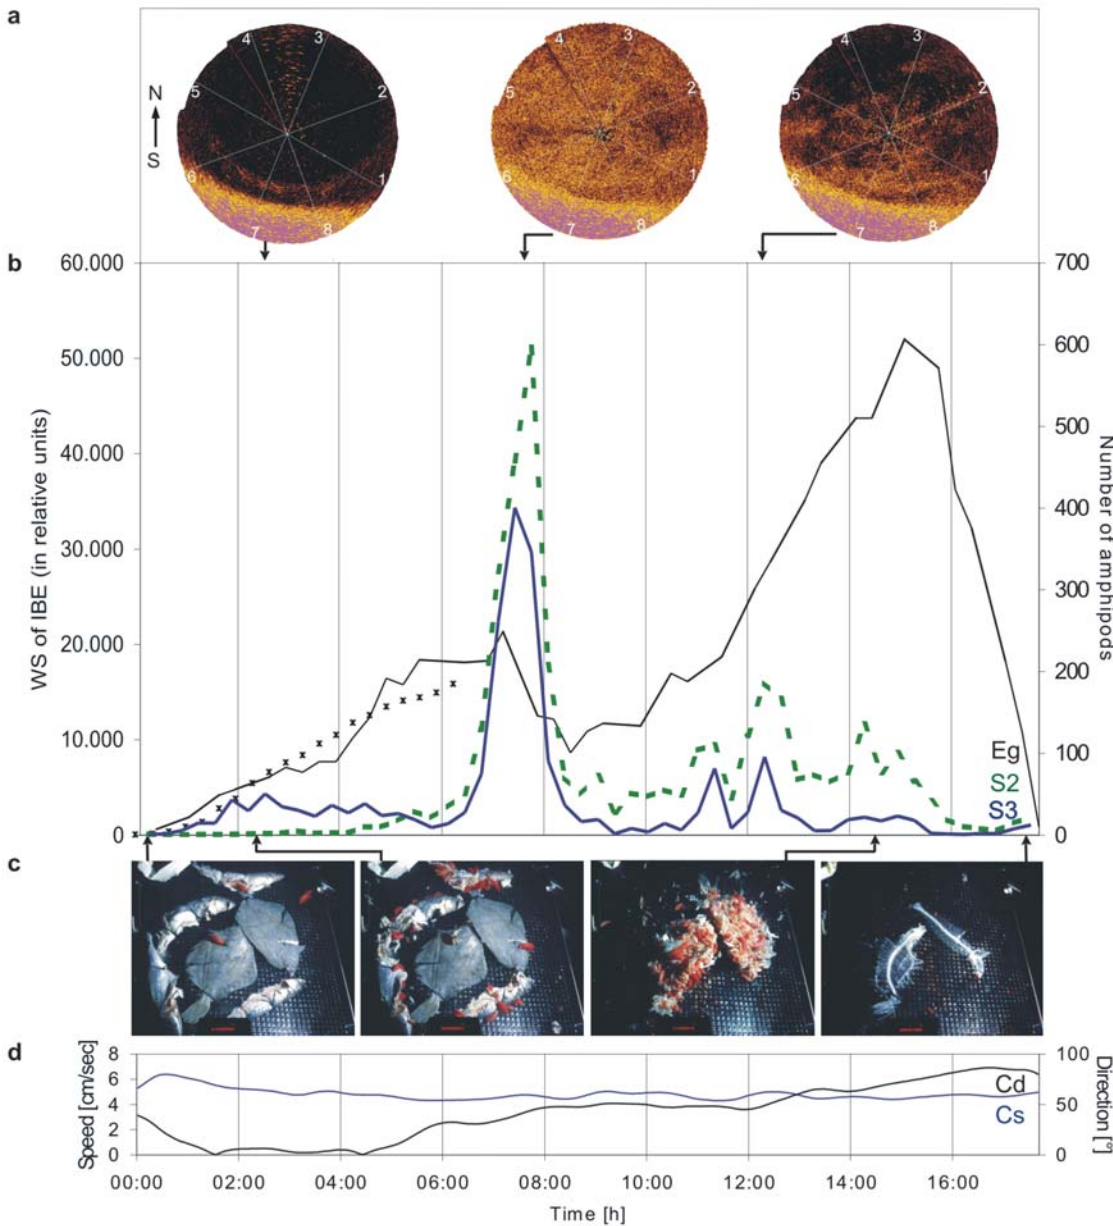 a
N
S
4 3
5 2
6 1
7 8
4 3
5 2
6 1
7 8
4 3
5 2
6 1
7 8
b
WS of IBE (in relative units)
60.000
50.000
40.000
30.000
20.000
10.000
0
700
600
500
400
300
200
100
0
Number of amphipods
Eg
S2
S3
c
d
Speed [cm/sec]
8
6
4
2
0
100
50
0
Direction [°]
Cd
Cs
00:00 02:00 04:00 06:00 08:00 10:00 12:00 14:00 16:00
Time [h]